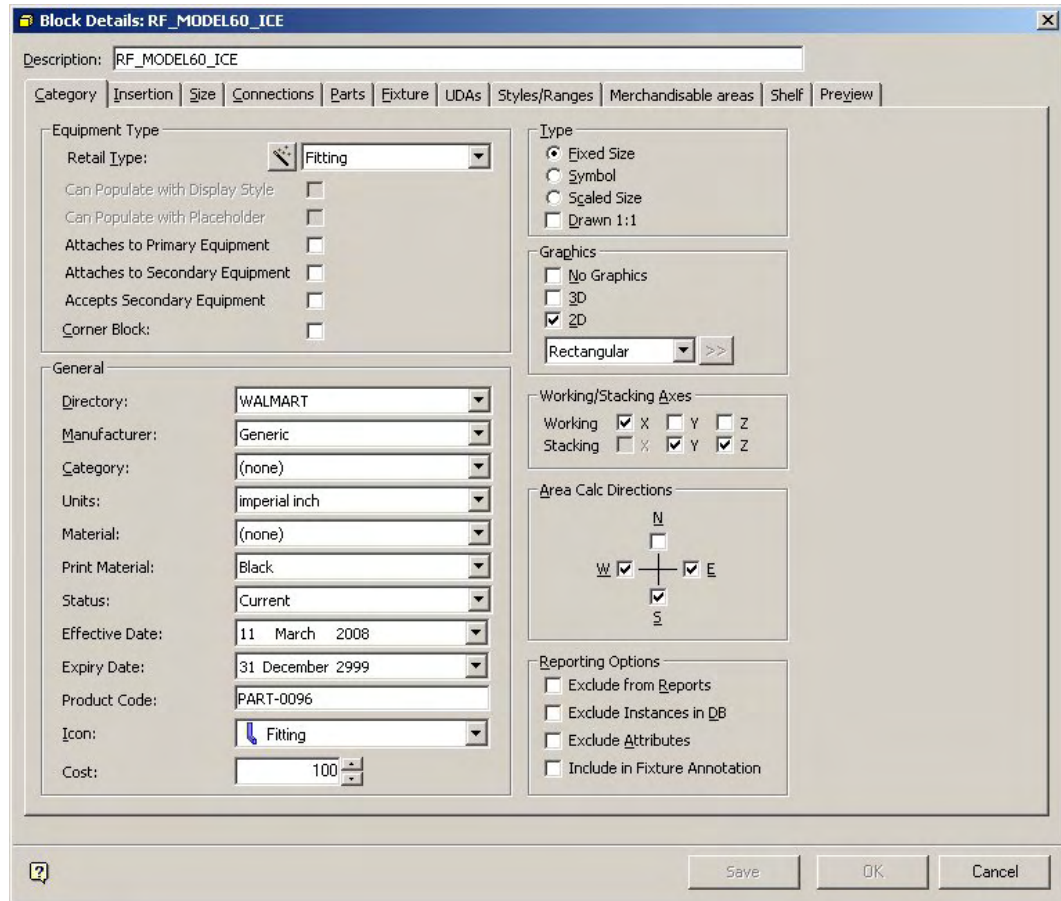 Block Details: RF_MODEL60_ICE
Description: RF_MODEL60_ICE
Category Insertion Size Connections Parts Fixture UDAs Styles/Ranges Merchandisable areas Shelf Preview
Equipment Type
Retail Type: Fitting
Can Populate with Display Style
Can Populate with Placeholder
Attaches to Primary Equipment
Attaches to Secondary Equipment
Accepts Secondary Equipment
Corner Block:
General
Directory: WALMART
Manufacturer: Generic
Category: (none)
Units: imperial inch
Material: (none)
Print Material: Black
Status: Current
Effective Date: 11 March 2008
Expiry Date: 31 December 2999
Product Code: PART-0096
Icon: Fitting
Cost: 100
Type
Fixed Size
Symbol
Scaled Size
Drawn 1:1
Graphics
No Graphics
3D
2D
Rectangular >>
Working/Stacking Axes
Working X Y Z
Stacking X Y Z
Area Calc Directions
N
W E
S
Reporting Options
Exclude from Reports
Exclude Instances in DB
Exclude Attributes
Include in Fixture Annotation
? Save OK Cancel